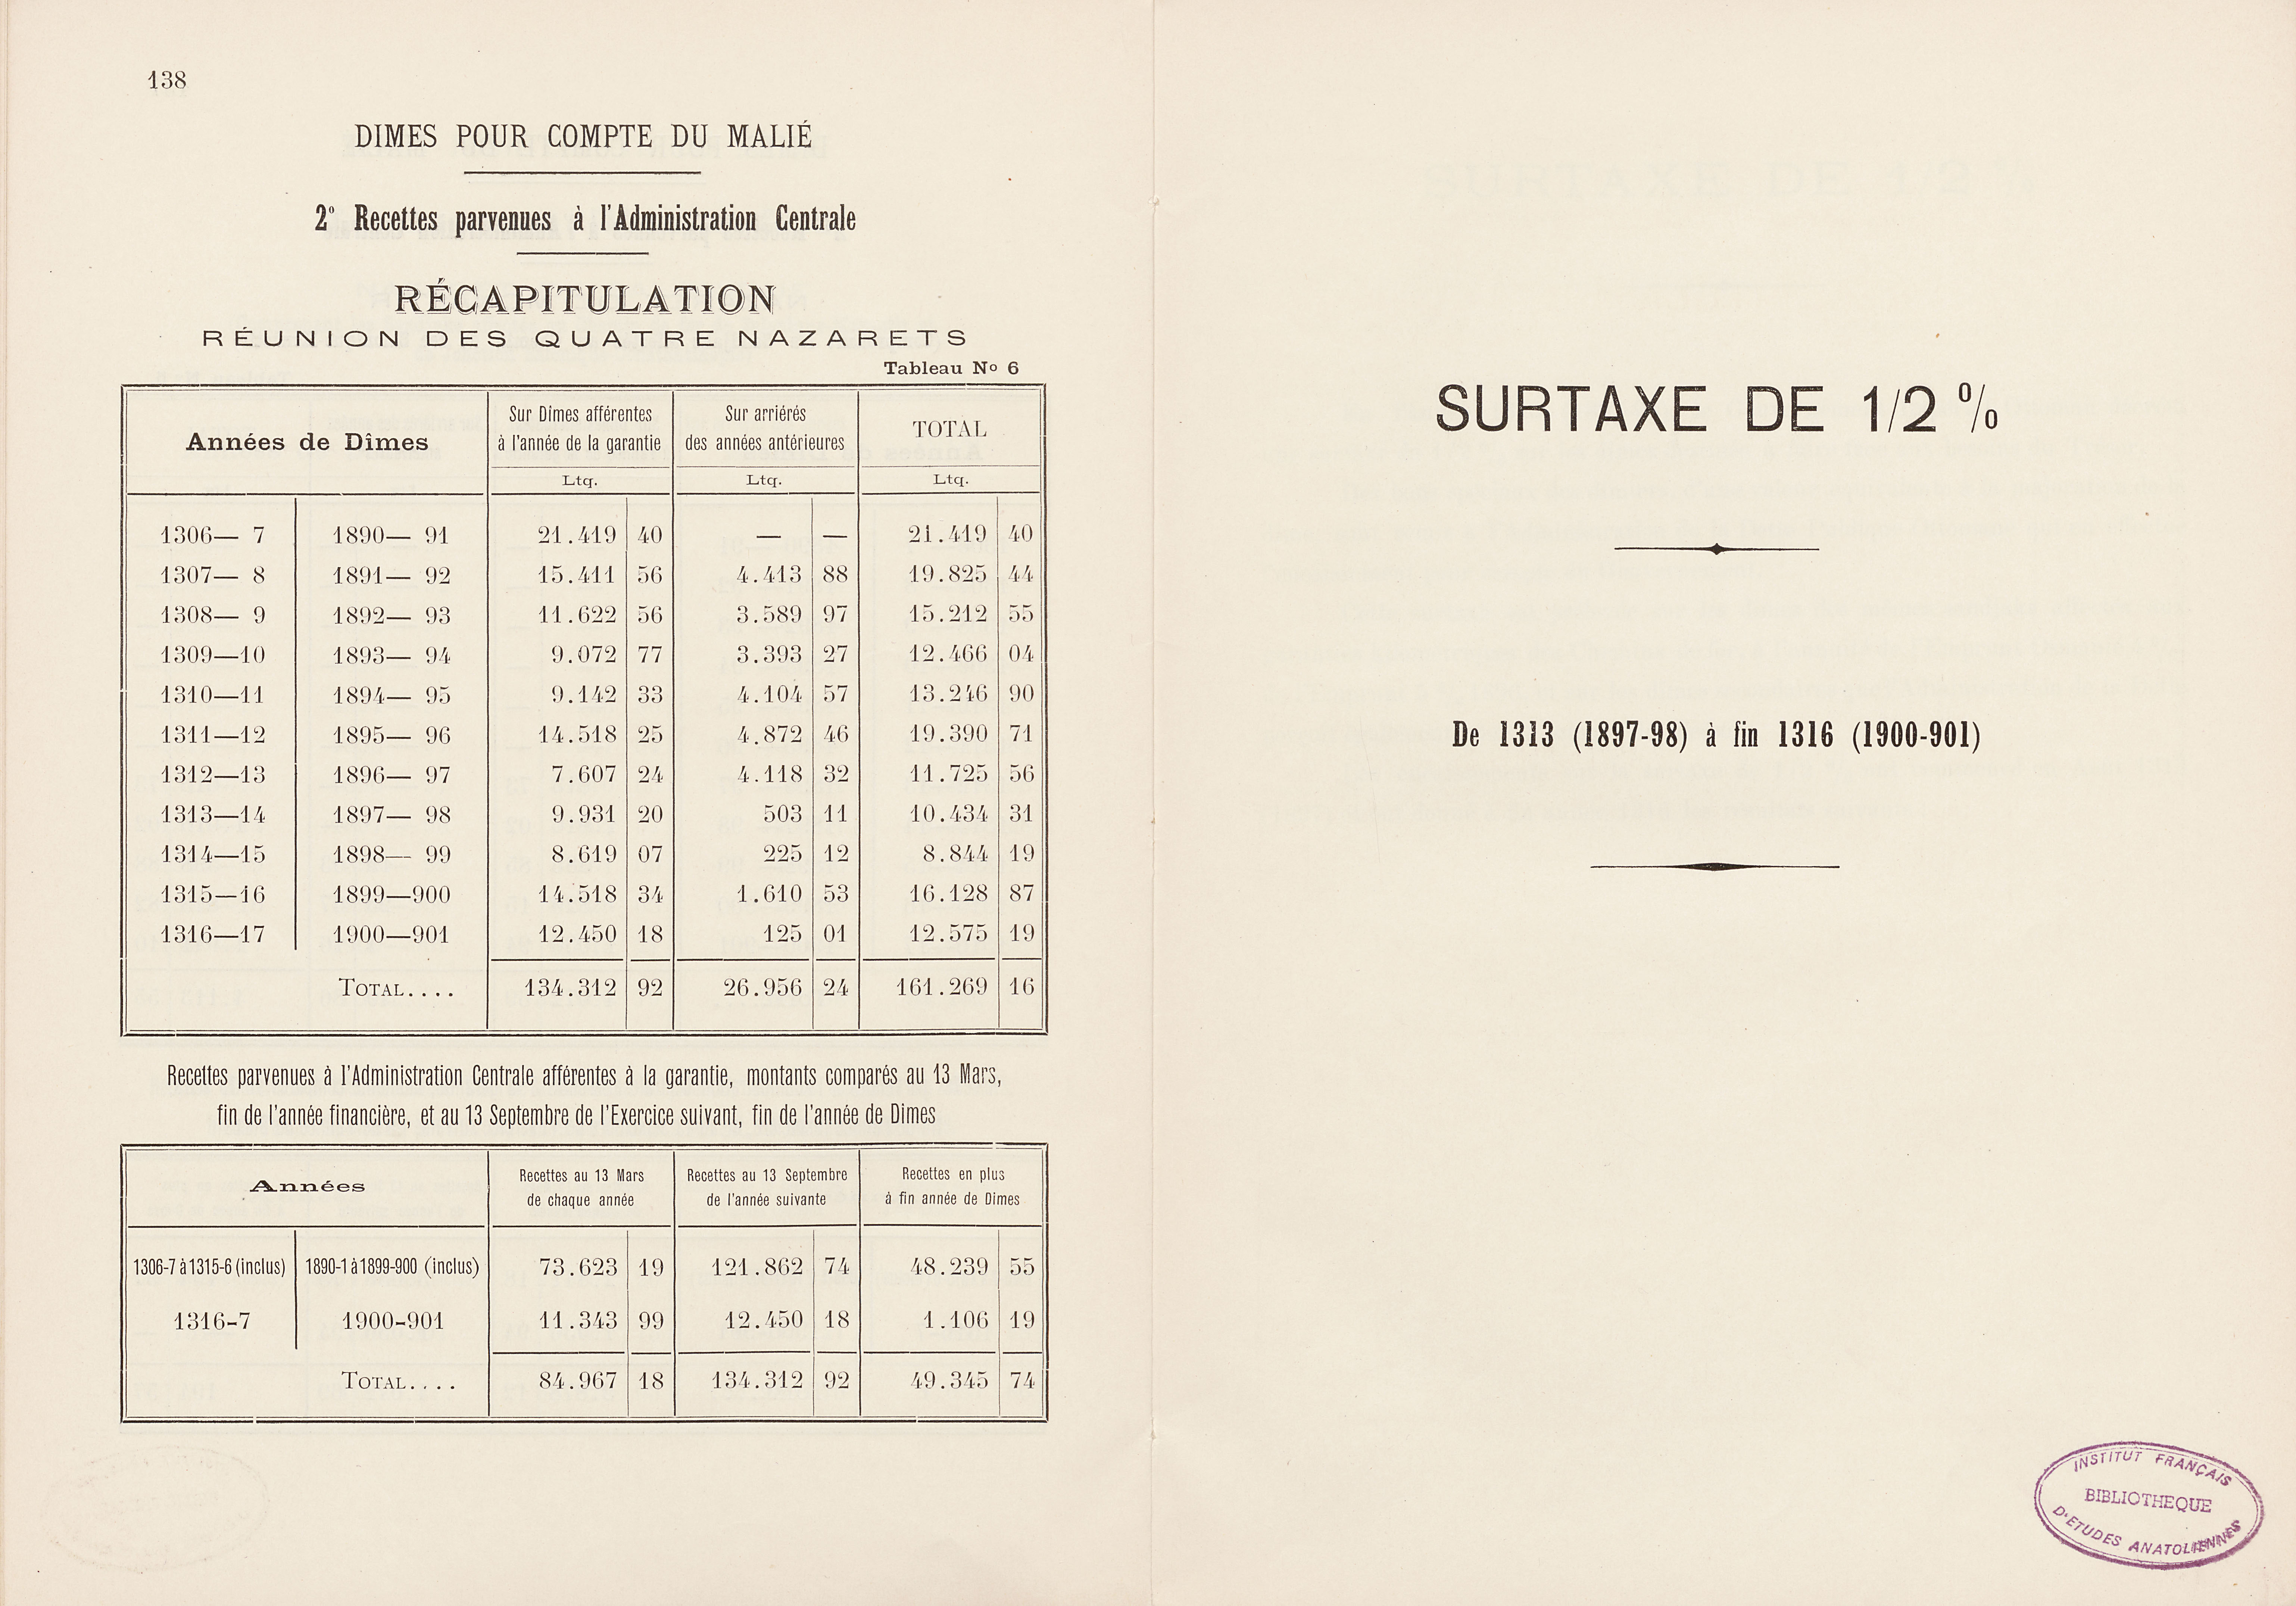 138
DIMES POUR COMPTE DU MALIÉ
2° Recettes parvenues à l'Administration Centrale
RÉCAPITULATION
RÉUNION DES QUATRE NAZARETS
Tableau No 6
Années de Dîmes | Sur Dîmes afférentes à l'année de la garantie | Sur arriérés des années antérieures | TOTAL
Ltq. | Ltq. | Ltq.
1306— 7 | 1890— 91 | 21.419 | 40 | — | — | 21.419 | 40
1307— 8 | 1891— 92 | 15.411 | 56 | 4.413 | 88 | 19.825 | 44
1308— 9 | 1892— 93 | 11.622 | 56 | 3.589 | 97 | 15.212 | 55
1309—10 | 1893— 94 | 9.072 | 77 | 3.393 | 27 | 12.466 | 04
1310—11 | 1894— 95 | 9.142 | 33 | 4.104 | 57 | 13.246 | 90
1311—12 | 1895— 96 | 14.518 | 25 | 4.872 | 46 | 19.390 | 71
1312—13 | 1896— 97 | 7.607 | 24 | 4.118 | 32 | 11.725 | 56
1313—14 | 1897— 98 | 9.931 | 20 | 503 | 11 | 10.434 | 31
1314—15 | 1898— 99 | 8.619 | 07 | 225 | 12 | 8.844 | 19
1315—16 | 1899—900 | 14.518 | 34 | 1.610 | 53 | 16.128 | 87
1316—17 | 1900—901 | 12.450 | 18 | 125 | 01 | 12.575 | 19
TOTAL.... | 134.312 | 92 | 26.956 | 24 | 161.269 | 16
Recettes parvenues à l'Administration Centrale afférentes à la garantie, montants comparés au 13 Mars,
fin de l'année financière, et au 13 Septembre de l'Exercice suivant, fin de l'année de Dimes
Années | Recettes au 13 Mars de chaque année | Recettes au 13 Septembre de l'année suivante | Recettes en plus à fin année de Dimes
1306-7 à 1315-6 (inclus) | 1890-1 à 1899-900 (inclus) | 73.623 | 19 | 121.862 | 74 | 48.239 | 55
1316-7 | 1900-901 | 11.343 | 99 | 12.450 | 18 | 1.106 | 19
TOTAL.... | 84.967 | 18 | 134.312 | 92 | 49.345 | 74
SURTAXE DE 1/2 %
De 1313 (1897-98) à fin 1316 (1900-901)
INSTITUT FRANÇAIS
BIBLIOTHEQUE
D'ETUDES ANATOLIENNES